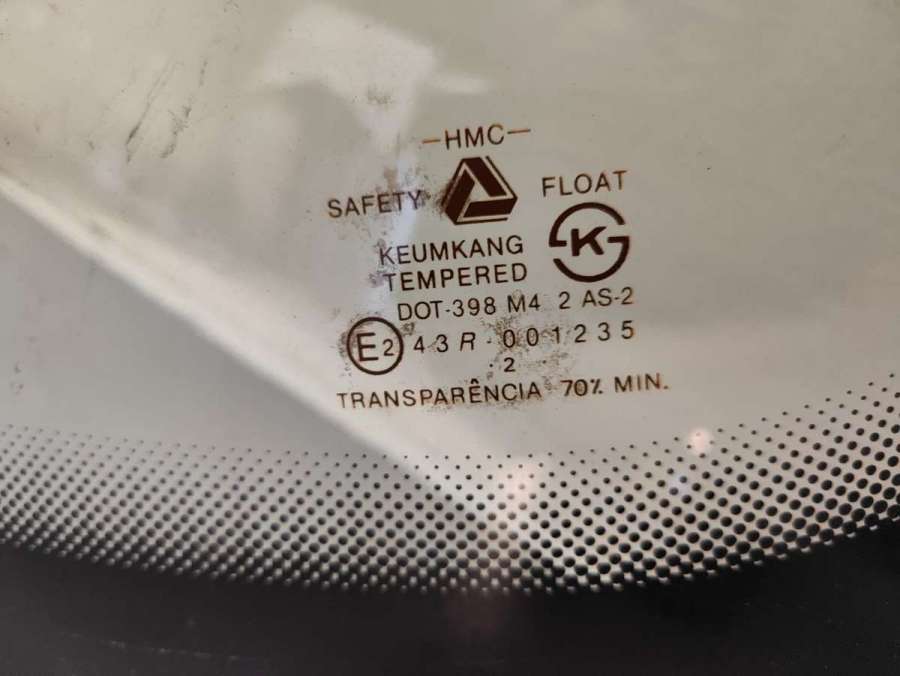 HMC
SAFETY FLOAT
K
KEUMKANG
TEMPERED
DOT-398 M4 2 AS-2
E2 43R-001235
.2
TRANSPARÊNCIA 70% MIN.